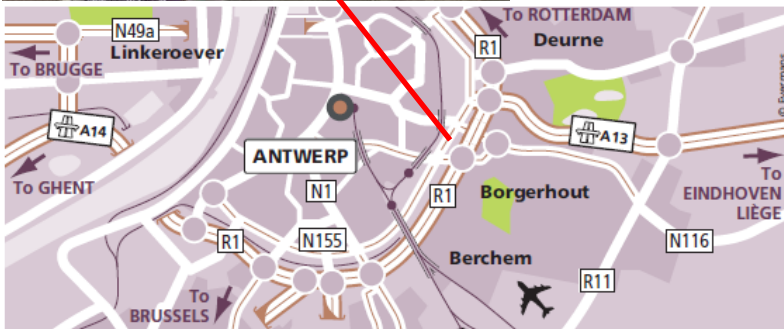 To ROTTERDAM
N49a
R1
Deurne
Linkeroever
To BRUGGE
A14
A13
© Evermaps
ANTWERP
To GHENT
N1
R1
Borgerhout
To
EINDHOVEN
LIÈGE
R1
N155
N116
Berchem
R11
To
BRUSSELS